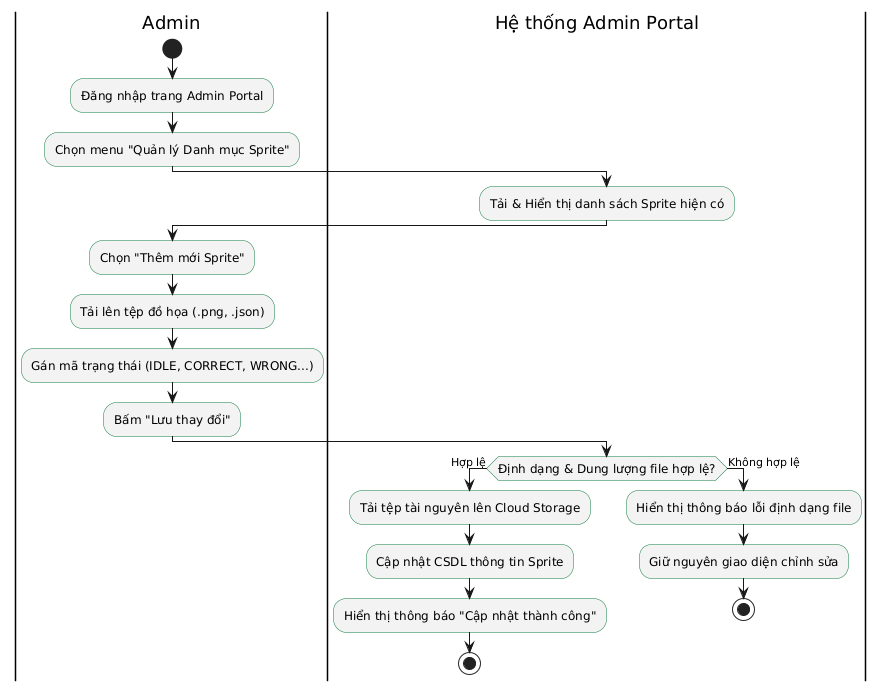 Admin
Hệ thống Admin Portal
Đăng nhập trang Admin Portal
Chọn menu "Quản lý Danh mục Sprite"
Tải & Hiển thị danh sách Sprite hiện có
Chọn "Thêm mới Sprite"
Tải lên tệp đồ họa (.png, .json)
Gán mã trạng thái (IDLE, CORRECT, WRONG...)
Bấm "Lưu thay đổi"
Hợp lệ
Định dạng & Dung lượng file hợp lệ?
Không hợp lệ
Tải tệp tài nguyên lên Cloud Storage
Hiển thị thông báo lỗi định dạng file
Cập nhật CSDL thông tin Sprite
Giữ nguyên giao diện chỉnh sửa
Hiển thị thông báo "Cập nhật thành công"